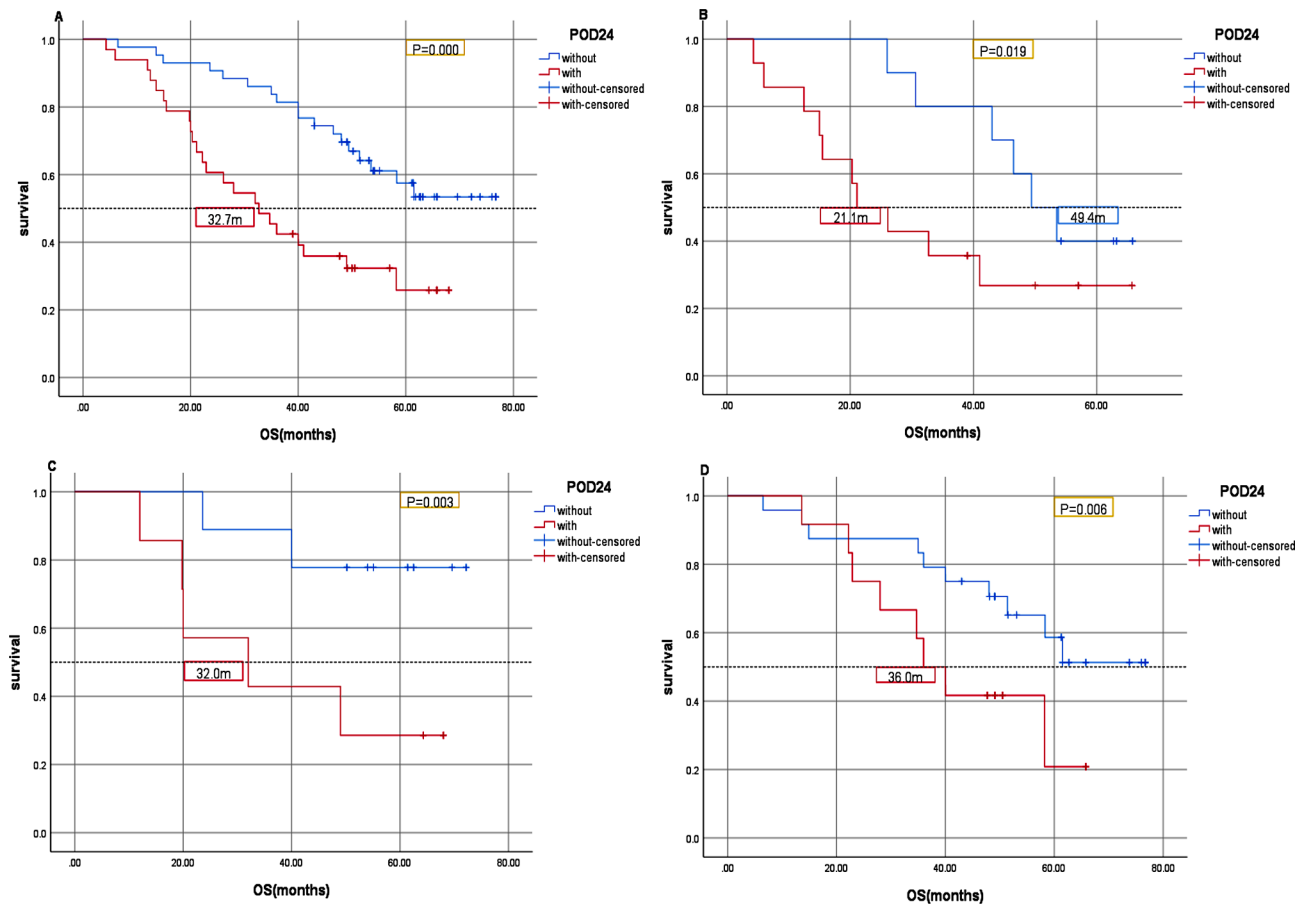 A
POD24
without
with
without-censored
with-censored
P=0.000
1.0
0.8
0.6
0.4
0.2
0.0
survival
32.7m
.00
20.00
40.00
60.00
80.00
OS(months)
B
POD24
without
with
without-censored
with-censored
P=0.019
1.0
0.8
0.6
0.4
0.2
0.0
survival
21.1m
49.4m
.00
20.00
40.00
60.00
OS(months)
C
POD24
without
with
without-censored
with-censored
P=0.003
1.0
0.8
0.6
0.4
0.2
0.0
survival
32.0m
.00
20.00
40.00
60.00
80.00
OS(months)
D
POD24
without
with
without-censored
with-censored
P=0.006
1.0
0.8
0.6
0.4
0.2
0.0
survival
36.0m
.00
20.00
40.00
60.00
80.00
OS(months)